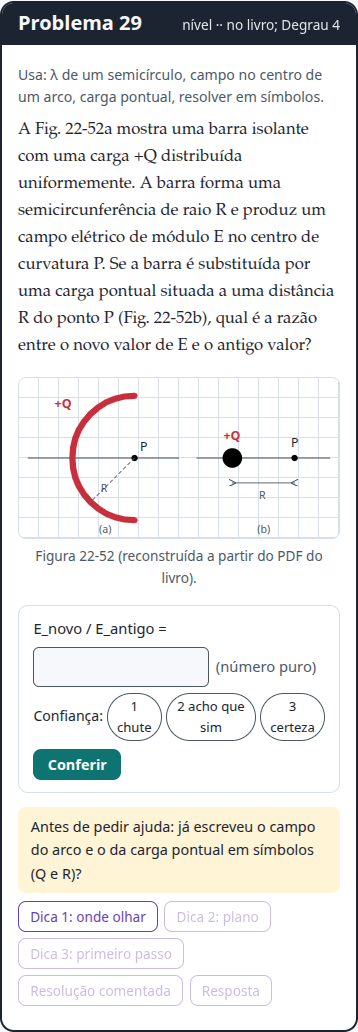 Problema 29
nível ·· no livro; Degrau 4
Usa: λ de um semicírculo, campo no centro de
um arco, carga pontual, resolver em símbolos.
A Fig. 22-52a mostra uma barra isolante
com uma carga +Q distribuída
uniformemente. A barra forma uma
semicircunferência de raio R e produz um
campo elétrico de módulo E no centro de
curvatura P. Se a barra é substituída por
uma carga pontual situada a uma distância
R do ponto P (Fig. 22-52b), qual é a razão
entre o novo valor de E e o antigo valor?
+Q
P
R
(a)
+Q
P
R
(b)
Figura 22-52 (reconstruída a partir do PDF do
livro).
E_novo / E_antigo =
(número puro)
Confiança:
1
chute
2 acho que
sim
3
certeza
Conferir
Antes de pedir ajuda: já escreveu o campo
do arco e o da carga pontual em símbolos
(Q e R)?
Dica 1: onde olhar
Dica 2: plano
Dica 3: primeiro passo
Resolução comentada
Resposta